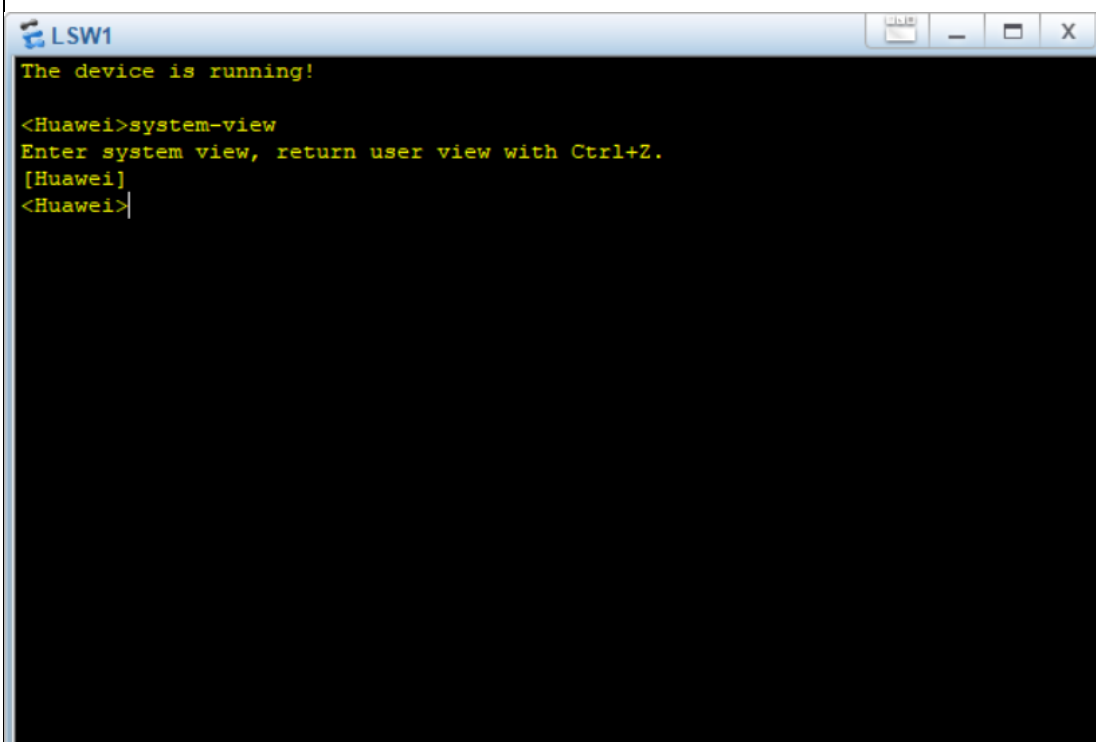 LSW1
The device is running!
<Huawei>system-view
Enter system view, return user view with Ctrl+Z.
[Huawei]
<Huawei>